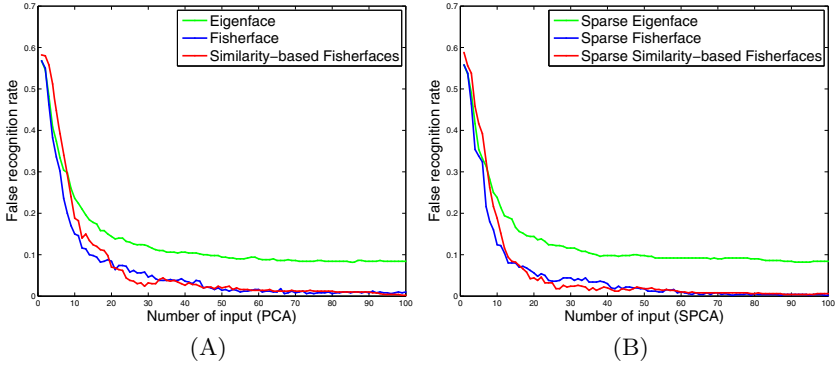 0.7
0.6
0.5
0.4
0.3
0.2
0.1
0
False recognition rate
Eigenface
Fisherface
Similarity-based Fisherfaces
0 10 20 30 40 50 60 70 80 90 100
Number of input (PCA)
(A)
0.7
0.6
0.5
0.4
0.3
0.2
0.1
0
False recognition rate
Sparse Eigenface
Sparse Fisherface
Sparse Similarity-based Fisherfaces
0 10 20 30 40 50 60 70 80 90 100
Number of input (SPCA)
(B)